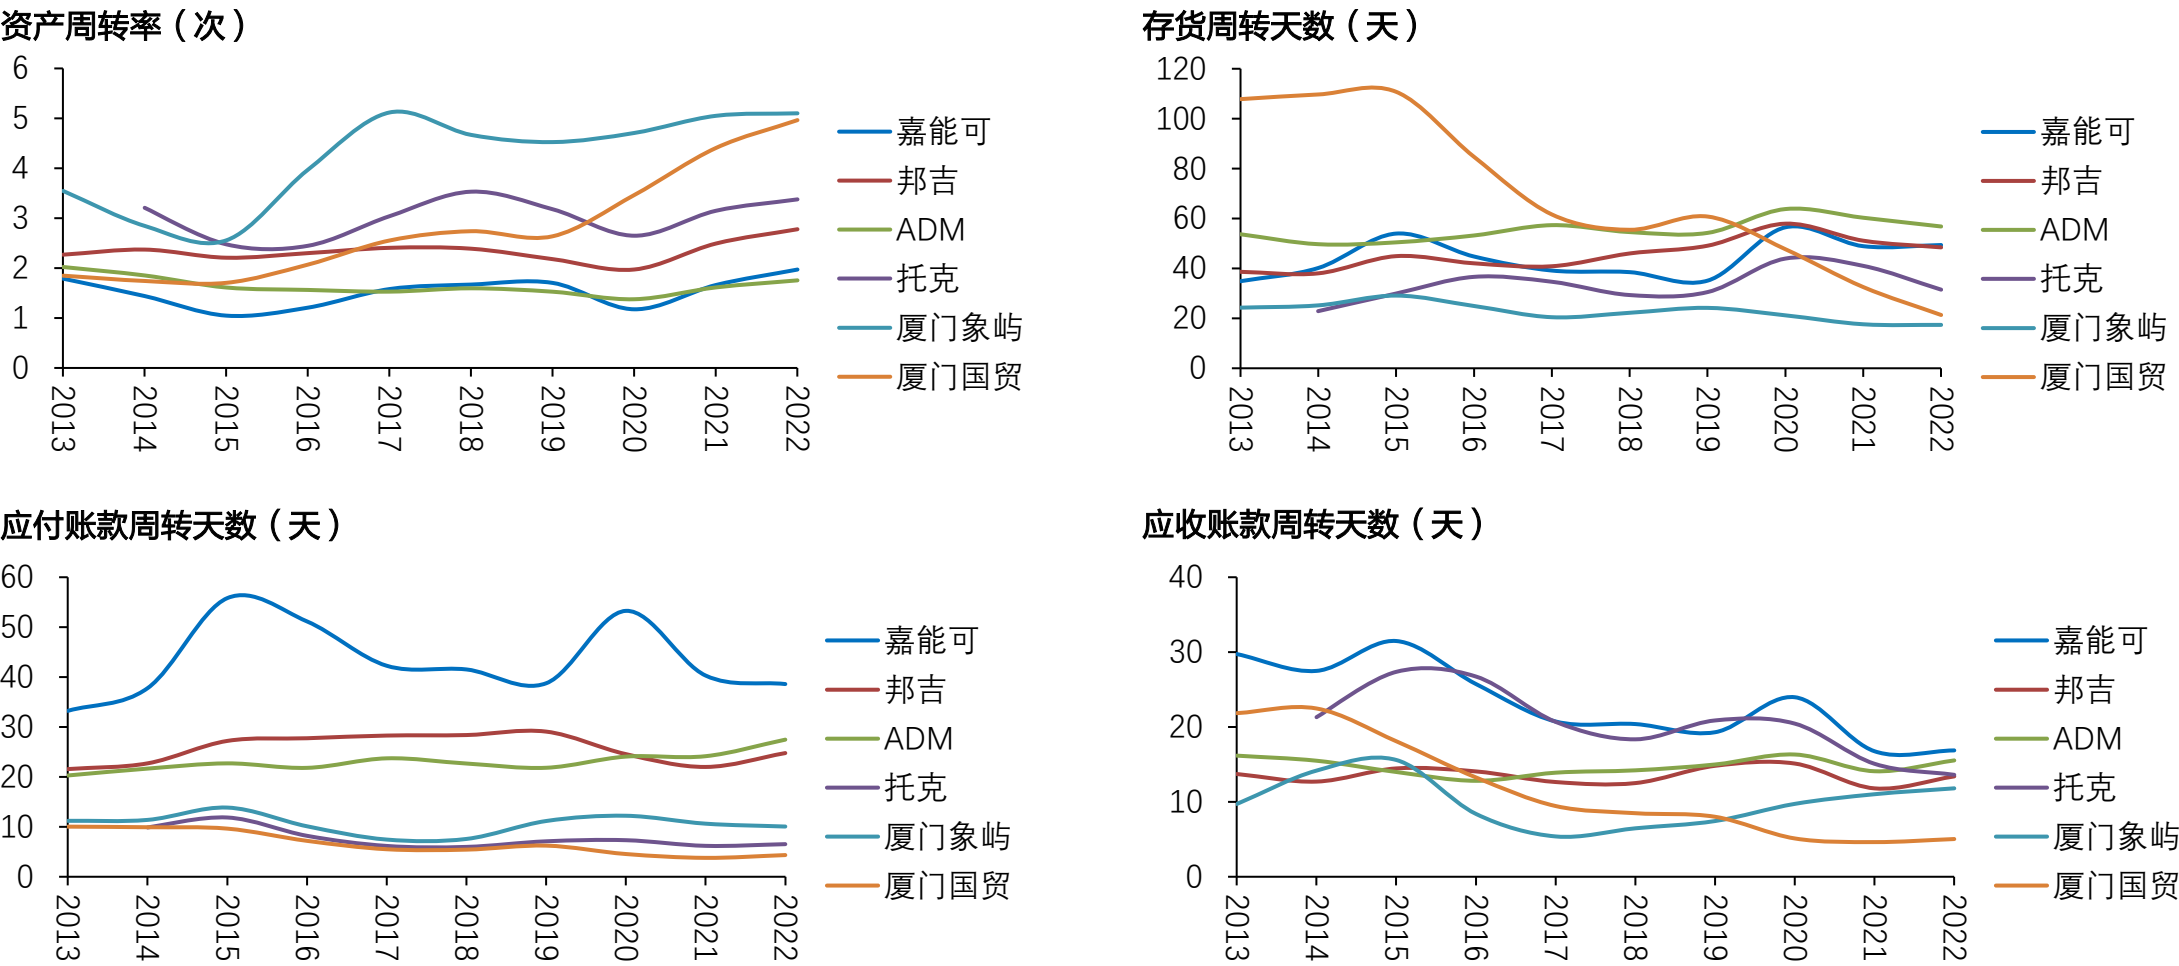 资产周转率（次）
6
5
4
3
2
1
0
2013
2014
2015
2016
2017
2018
2019
2020
2021
2022
嘉能可
邦吉
ADM
托克
厦门象屿
厦门国贸
存货周转天数（天）
120
100
80
60
40
20
0
2013
2014
2015
2016
2017
2018
2019
2020
2021
2022
嘉能可
邦吉
ADM
托克
厦门象屿
厦门国贸
应付账款周转天数（天）
60
50
40
30
20
10
0
2013
2014
2015
2016
2017
2018
2019
2020
2021
2022
嘉能可
邦吉
ADM
托克
厦门象屿
厦门国贸
应收账款周转天数（天）
40
30
20
10
0
2013
2014
2015
2016
2017
2018
2019
2020
2021
2022
嘉能可
邦吉
ADM
托克
厦门象屿
厦门国贸